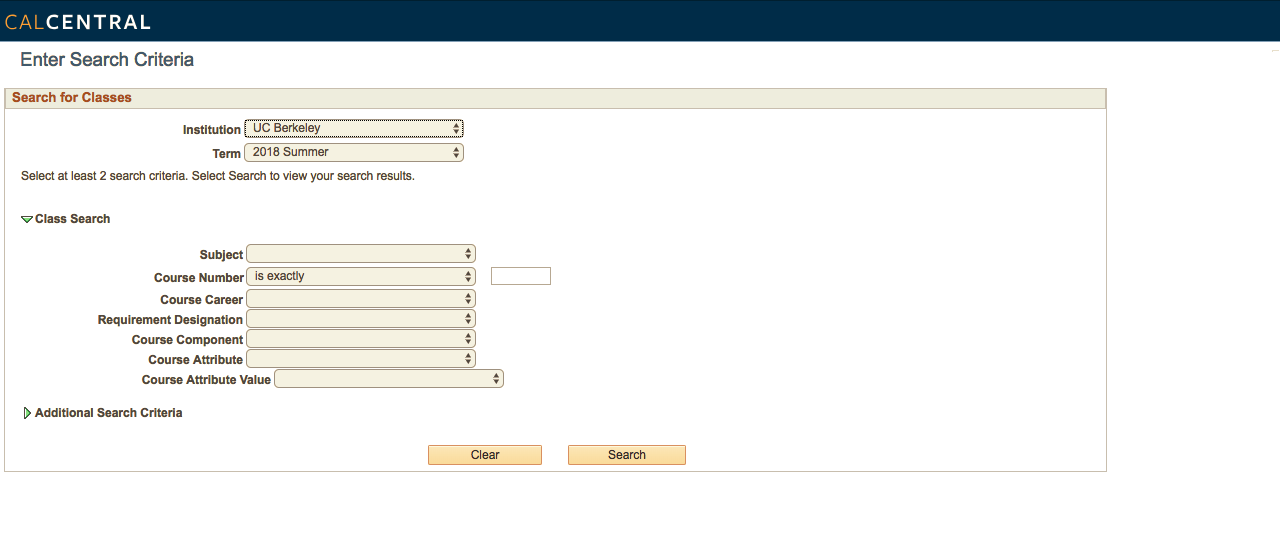 CALCENTRAL
Enter Search Criteria
Search for Classes
Institution UC Berkeley
Term 2018 Summer
Select at least 2 search criteria. Select Search to view your search results.
Class Search
Subject
Course Number is exactly
Course Career
Requirement Designation
Course Component
Course Attribute
Course Attribute Value
Additional Search Criteria
Clear Search